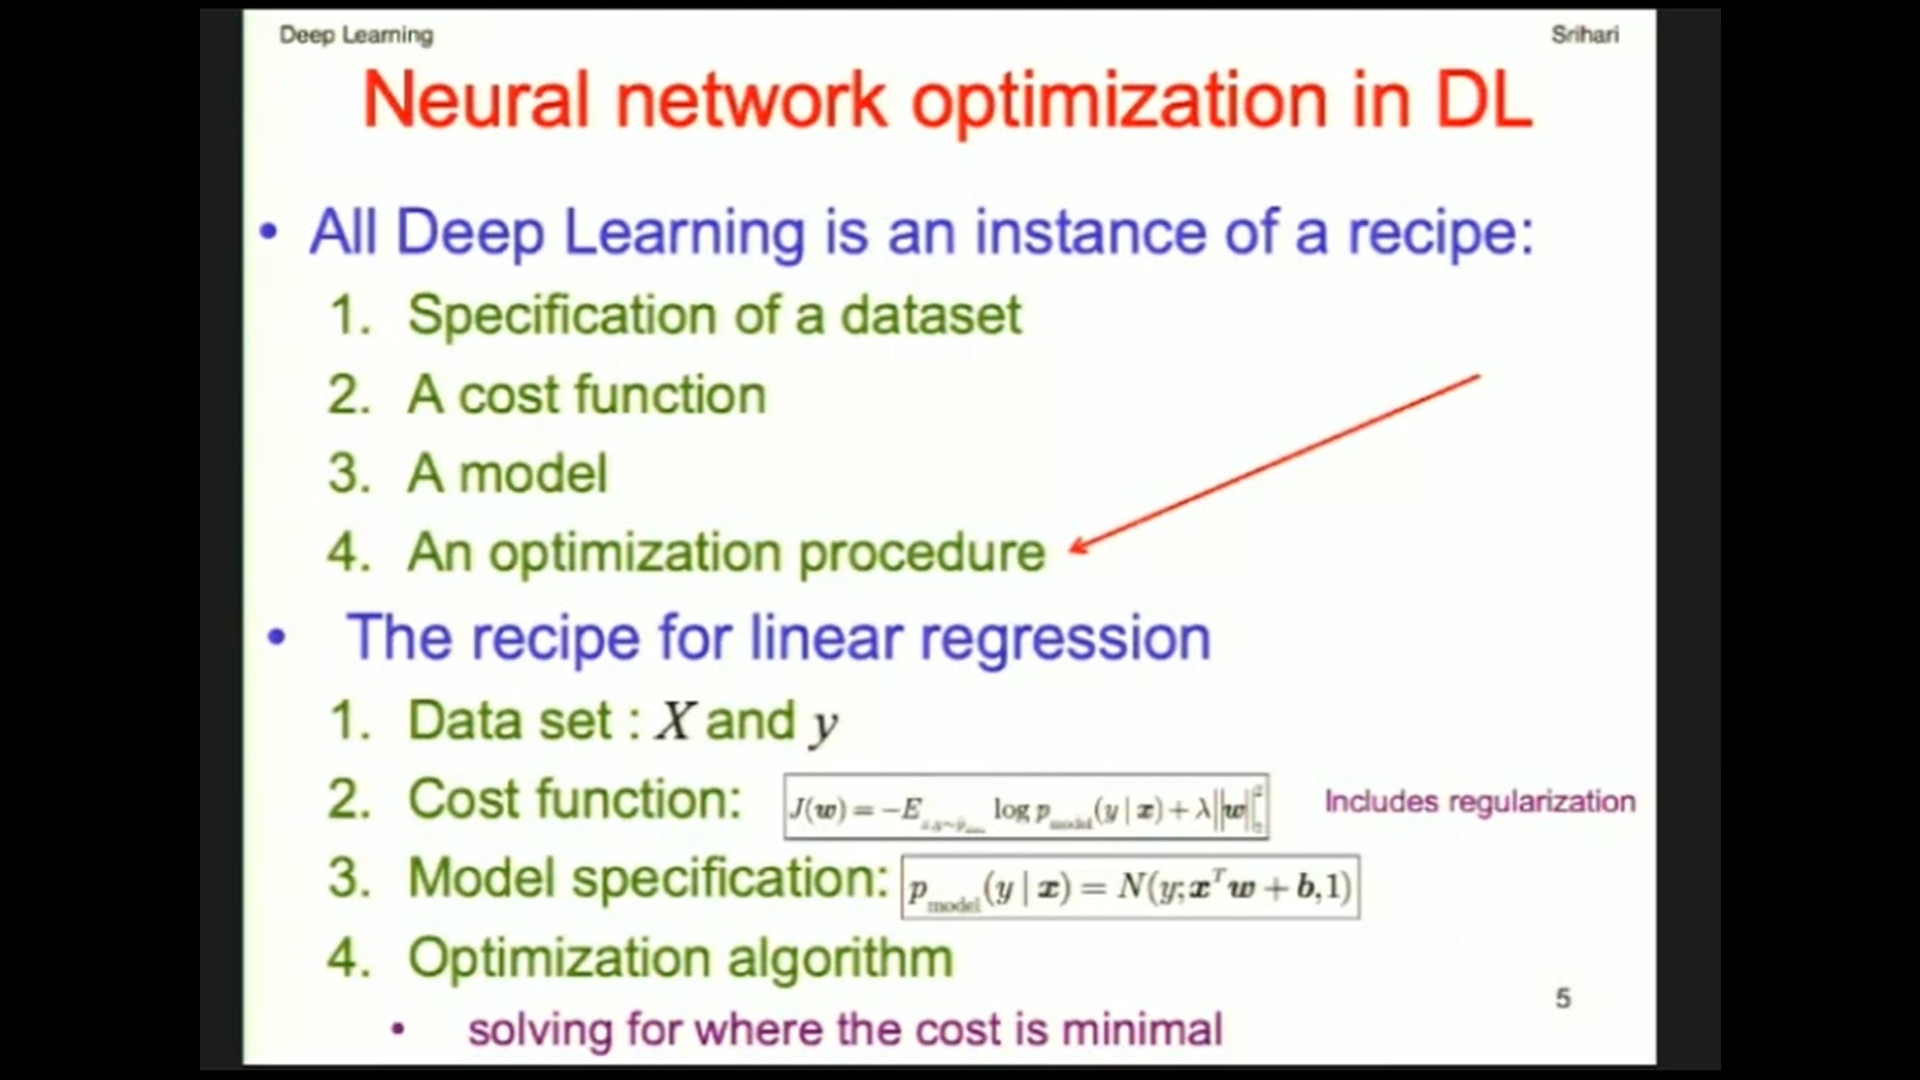 Deep Learning
Srihari
Neural network optimization in DL
• All Deep Learning is an instance of a recipe:
1. Specification of a dataset
2. A cost function
3. A model
4. An optimization procedure
• The recipe for linear regression
1. Data set : X and y
2. Cost function: J(w) = −E log p_model (y | x) + λ||w||
Includes regularization
3. Model specification: p_model (y | x) = N(y; x^T w + b, 1)
4. Optimization algorithm
• solving for where the cost is minimal
5